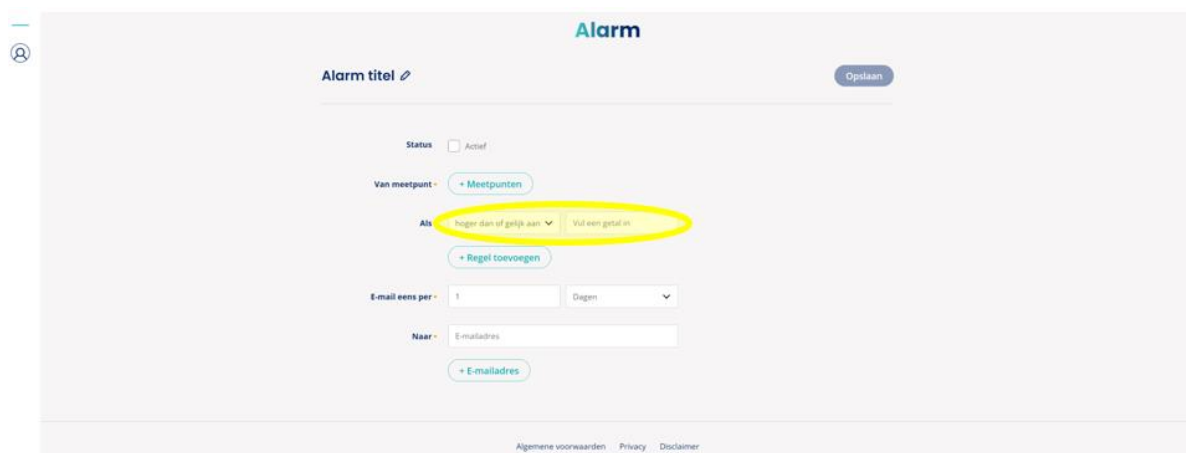 Alarm
Alarm titel
Opslaan
Status Actief
Van meetpunt + Meetpunten
Als hoger dan of gelijk aan Vul een getal in
+ Regel toevoegen
E-mail eens per 1 Dagen
Naar E-mailadres
+ E-mailadres
Algemene voorwaarden Privacy Disclaimer